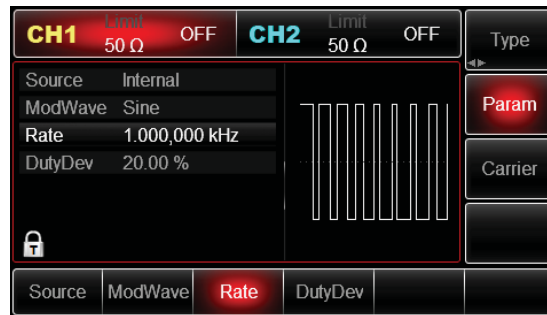 CH1 Limit 50 Ω OFF CH2 Limit 50 Ω OFF Type
Source Internal
ModWave Sine
Param
Rate 1.000,000 kHz
DutyDev 20.00 %
Carrier
T
Source ModWave Rate DutyDev